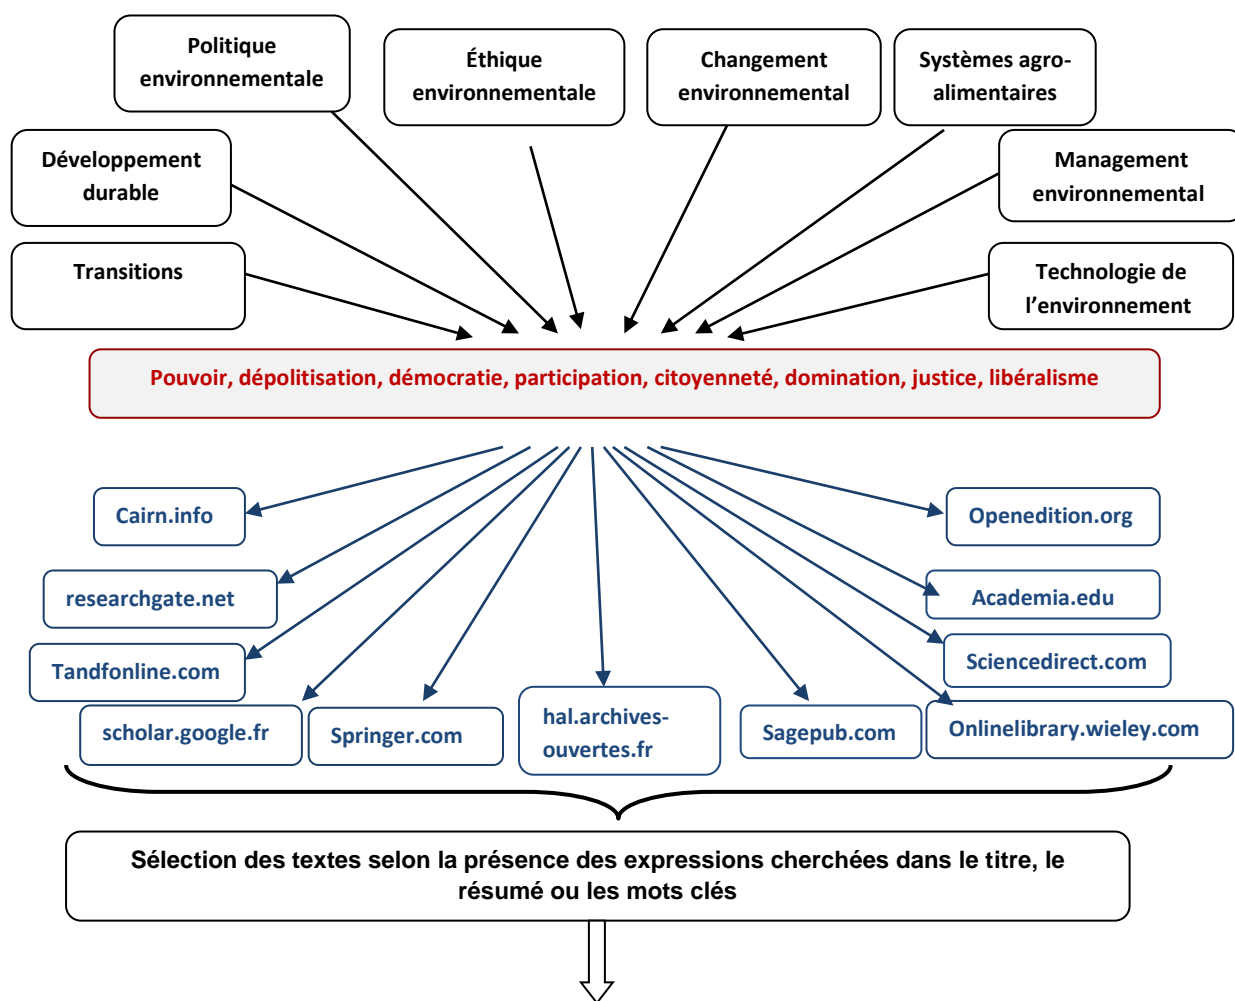 Politique
environnementale
Éthique
environnementale
Changement
environnemental
Systèmes agro-
alimentaires
Développement
durable
Management
environnemental
Transitions
Technologie de
l'environnement
Pouvoir, dépolitisation, démocratie, participation, citoyenneté, domination, justice, libéralisme
Cairn.info
Openedition.org
researchgate.net
Academia.edu
Tandfonline.com
Sciencedirect.com
scholar.google.fr
Springer.com
hal.archives-
ouvertes.fr
Sagepub.com
Onlinelibrary.wieley.com
Sélection des textes selon la présence des expressions cherchées dans le titre, le
résumé ou les mots clés